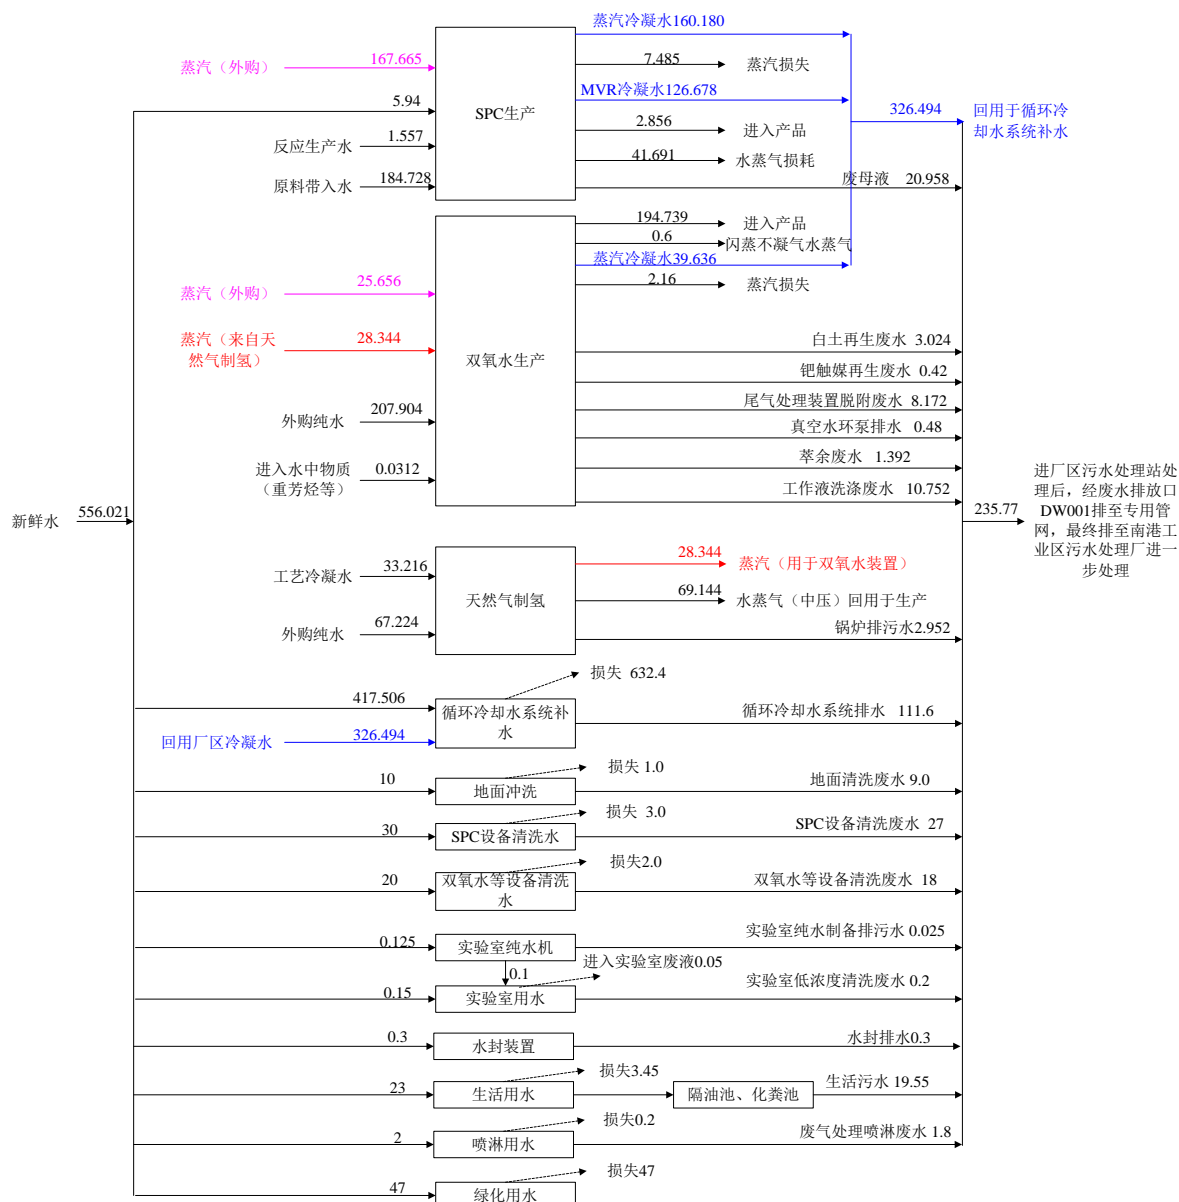 蒸汽冷凝水160.180
蒸汽（外购）
167.665
7.485
蒸汽损失
MVR冷凝水126.678
5.94
SPC生产
326.494
回用于循环冷
却水系统补水
2.856
进入产品
反应生产水
1.557
41.691
水蒸气损耗
原料带入水
184.728
废母液
20.958
194.739
进入产品
0.6
闪蒸不凝气水蒸气
蒸汽冷凝水39.636
2.16
蒸汽损失
蒸汽（外购）
25.656
蒸汽（来自天
然气制氢）
28.344
双氧水生产
白土再生废水 3.024
钯触媒再生废水 0.42
尾气处理装置脱附废水 8.172
外购纯水
207.904
真空水环泵排水 0.48
进入水中物质
（重芳烃等）
0.0312
萃余废水 1.392
工作液洗涤废水 10.752
新鲜水
556.021
235.77
进厂区污水处理站处
理后，经废水排放口
DW001排至专用管
网，最终排至南港工
业区污水处理厂进一
步处理
工艺冷凝水
33.216
28.344
蒸汽（用于双氧水装置）
天然气制氢
69.144
水蒸气（中压）回用于生产
外购纯水
67.224
锅炉排污水2.952
损失 632.4
417.506
循环冷却水系统补
水
循环冷却水系统排水 111.6
回用厂区冷凝水
326.494
损失 1.0
10
地面冲洗
地面清洗废水 9.0
损失 3.0
30
SPC设备清洗水
SPC设备清洗废水 27
损失2.0
20
双氧水等设备清洗
水
双氧水等设备清洗废水 18
0.125
实验室纯水机
实验室纯水制备排污水 0.025
0.1
进入实验室废液0.05
0.15
实验室用水
实验室低浓度清洗废水 0.2
0.3
水封装置
水封排水0.3
损失3.45
23
生活用水
隔油池、化粪池
生活污水 19.55
损失0.2
2
喷淋用水
废气处理喷淋废水 1.8
损失47
47
绿化用水